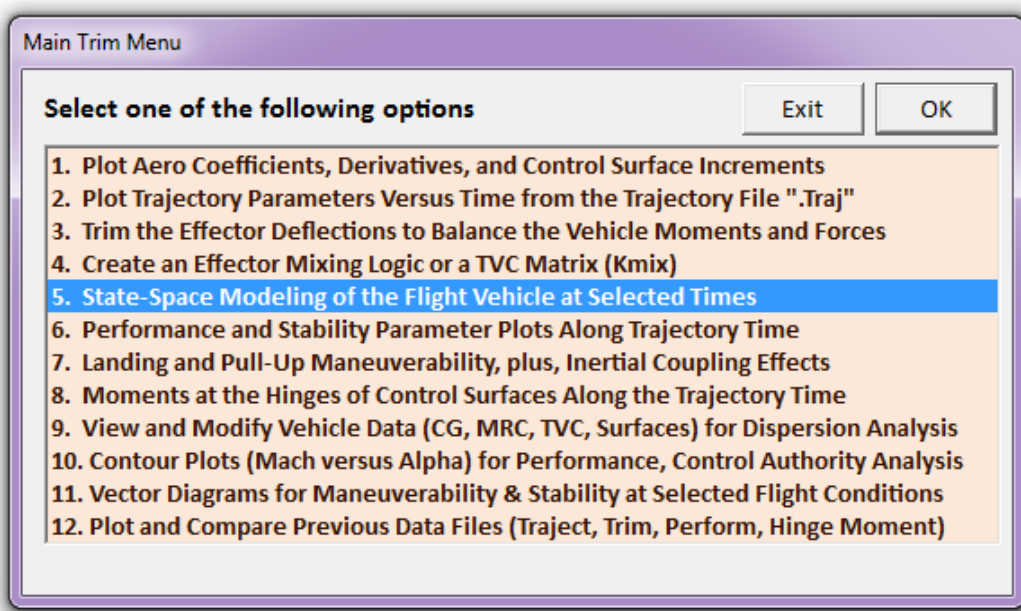 Main Trim Menu
Select one of the following options
Exit
OK
1. Plot Aero Coefficients, Derivatives, and Control Surface Increments
2. Plot Trajectory Parameters Versus Time from the Trajectory File ".Traj"
3. Trim the Effector Deflections to Balance the Vehicle Moments and Forces
4. Create an Effector Mixing Logic or a TVC Matrix (Kmix)
5. State-Space Modeling of the Flight Vehicle at Selected Times
6. Performance and Stability Parameter Plots Along Trajectory Time
7. Landing and Pull-Up Maneuverability, plus, Inertial Coupling Effects
8. Moments at the Hinges of Control Surfaces Along the Trajectory Time
9. View and Modify Vehicle Data (CG, MRC, TVC, Surfaces) for Dispersion Analysis
10. Contour Plots (Mach versus Alpha) for Performance, Control Authority Analysis
11. Vector Diagrams for Maneuverability & Stability at Selected Flight Conditions
12. Plot and Compare Previous Data Files (Traject, Trim, Perform, Hinge Moment)